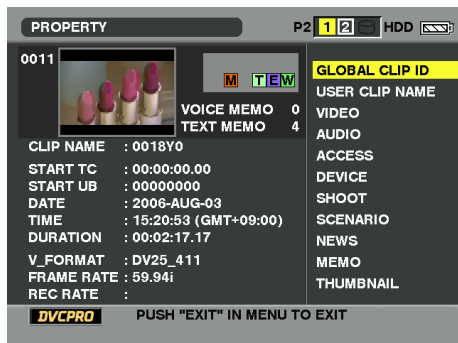 PROPERTY
P2 1 2 HDD
0011
M T E W
VOICE MEMO 0
TEXT MEMO 4
CLIP NAME : 0018Y0
START TC : 00:00:00.00
START UB : 00000000
DATE : 2006-AUG-03
TIME : 15:20:53 (GMT+09:00)
DURATION : 00:02:17.17
V_FORMAT : DV25_411
FRAME RATE : 59.94i
REC RATE :
GLOBAL CLIP ID
USER CLIP NAME
VIDEO
AUDIO
ACCESS
DEVICE
SHOOT
SCENARIO
NEWS
MEMO
THUMBNAIL
DVCPRO PUSH "EXIT" IN MENU TO EXIT